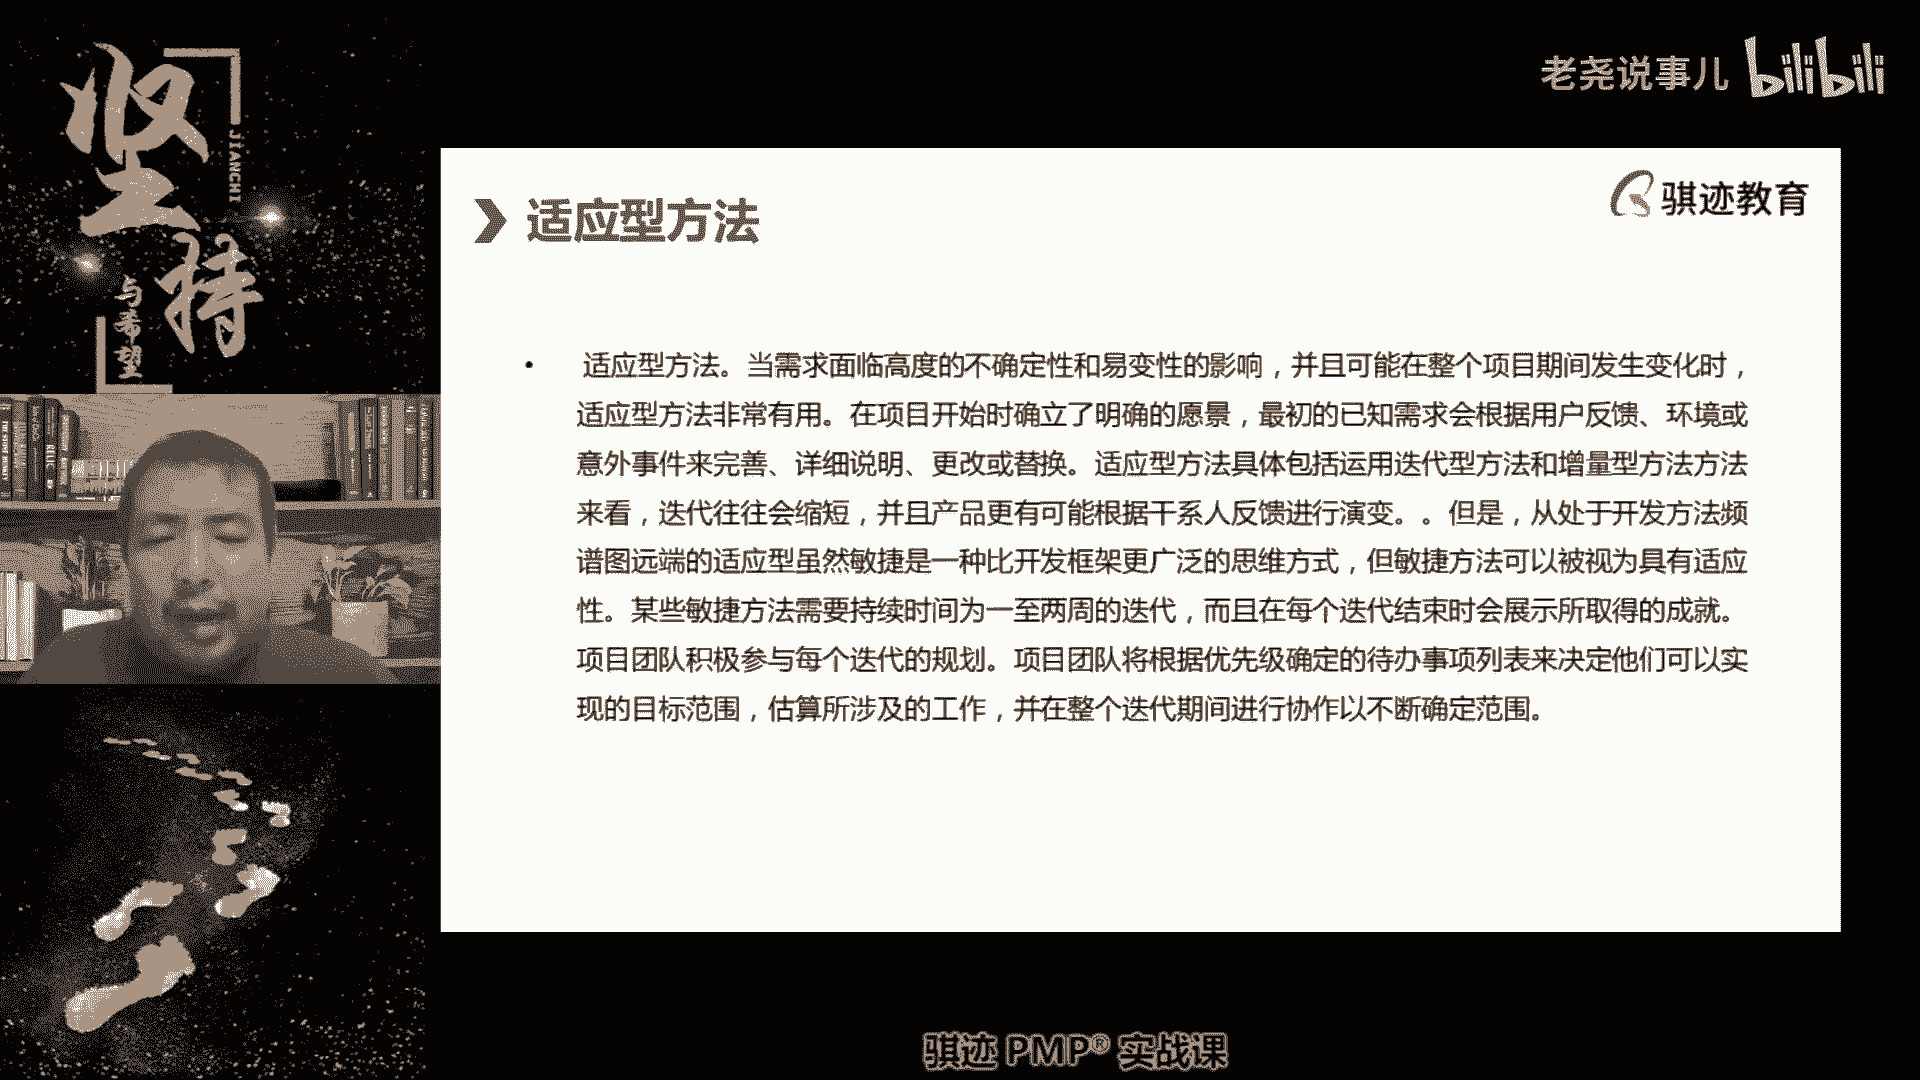 坚持
JIANCHI
与希望
老尧说事儿 bilibili
骐迹教育
适应型方法
• 适应型方法。当需求面临高度的不确定性和易变性的影响，并且可能在整个项目期间发生变化时，
适应型方法非常有用。在项目开始时确立了明确的愿景，最初的已知需求会根据用户反馈、环境或
意外事件来完善、详细说明、更改或替换。适应型方法具体包括运用迭代型方法和增量型方法方法
来看，迭代往往会缩短，并且产品更有可能根据干系人反馈进行演变。。但是，从处于开发方法频
谱图远端的适应型虽然敏捷是一种比开发框架更广泛的思维方式，但敏捷方法可以被视为具有适应
性。某些敏捷方法需要持续时间为一至两周的迭代，而且在每个迭代结束时会展示所取得的成就。
项目团队积极参与每个迭代的规划。项目团队将根据优先级确定的待办事项列表来决定他们可以实
现的目标范围，估算所涉及的工作，并在整个迭代期间进行协作以不断确定范围。
骐迹 PMP® 实战课